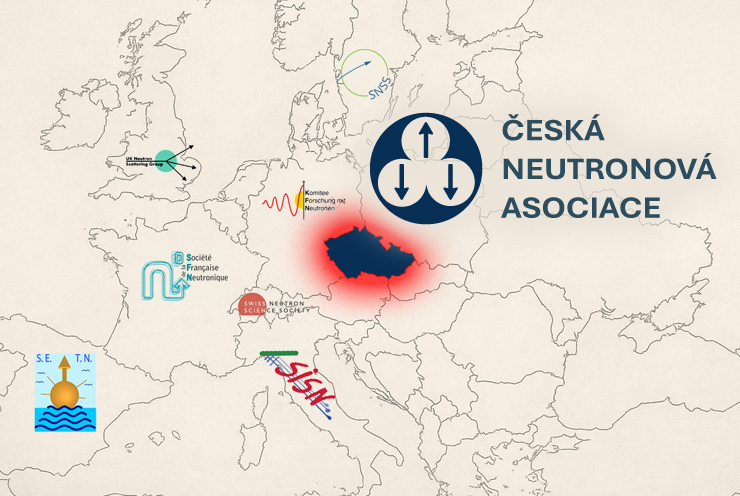 SNSS
ČESKÁ
NEUTRONOVÁ
ASOCIACE
UK Neutron
Scattering Group
Komitee
Forschung mit
Neutronen
Société
Française
Neutronique
SWISS NEUTRON
SCIENCE SOCIETY
S.E. T.N.
SISN